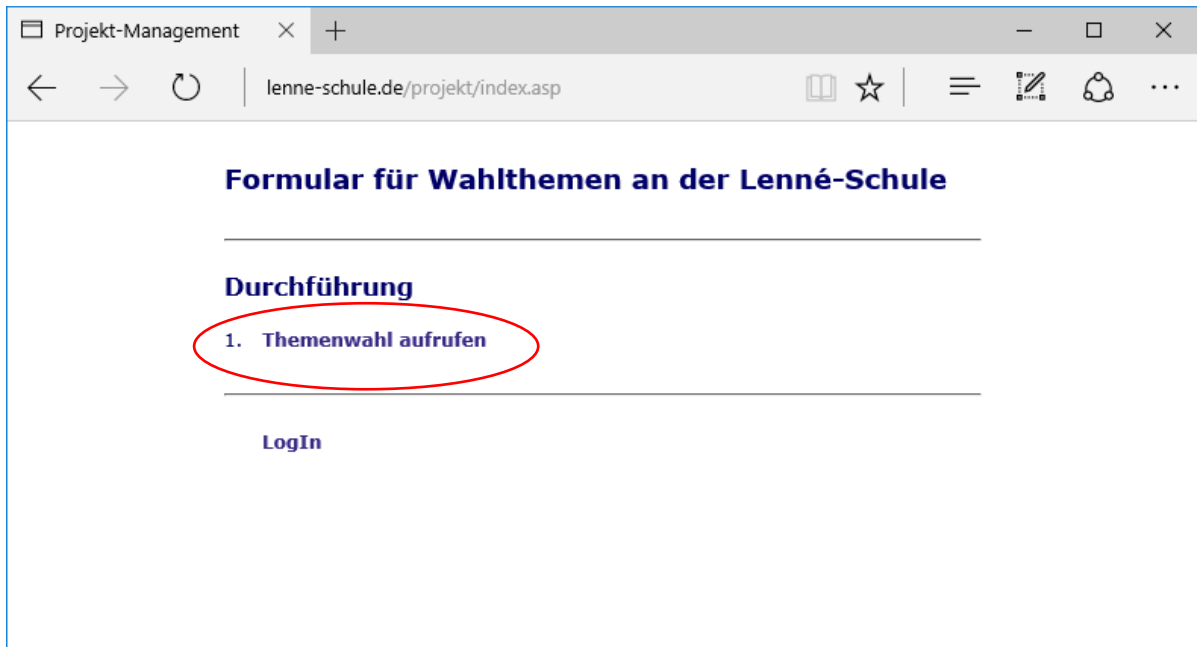 Projekt-Management
lenne-schule.de/projekt/index.asp
Formular für Wahlthemen an der Lenné-Schule
Durchführung
1. Themenwahl aufrufen
LogIn